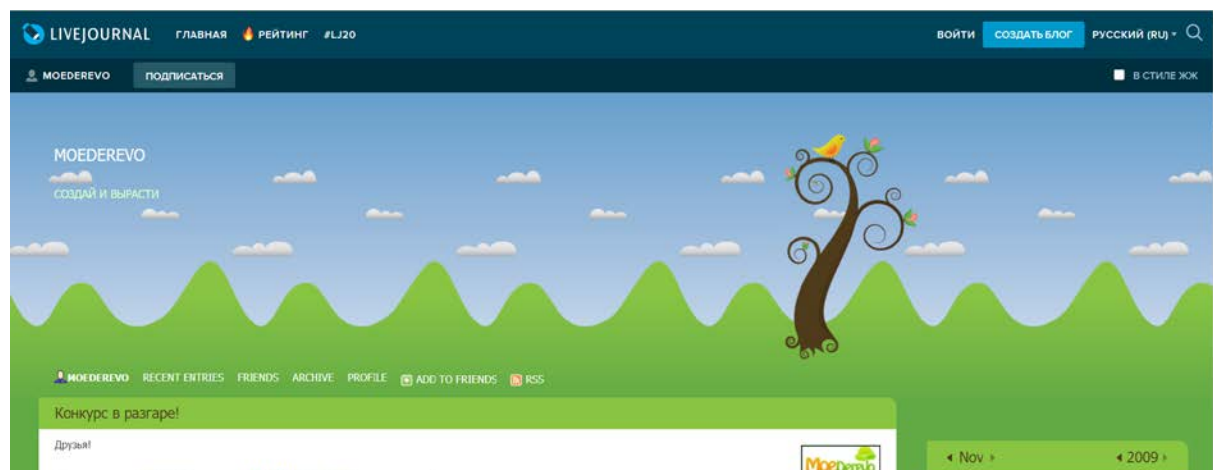 LIVEJOURNAL ГЛАВНАЯ РЕЙТИНГ #LJ20 ВОЙТИ СОЗДАТЬ БЛОГ РУССКИЙ (RU)
MOEDEREVO ПОДПИСАТЬСЯ В СТИЛЕ ЖЖ
MOEDEREVO
СОЗДАЙ И ВЫРАСТИ
MOEDEREVO RECENT ENTRIES FRIENDS ARCHIVE PROFILE ADD TO FRIENDS RSS
Конкурс в разгаре!
Друзья!
МоеDerevo
Nov 2009